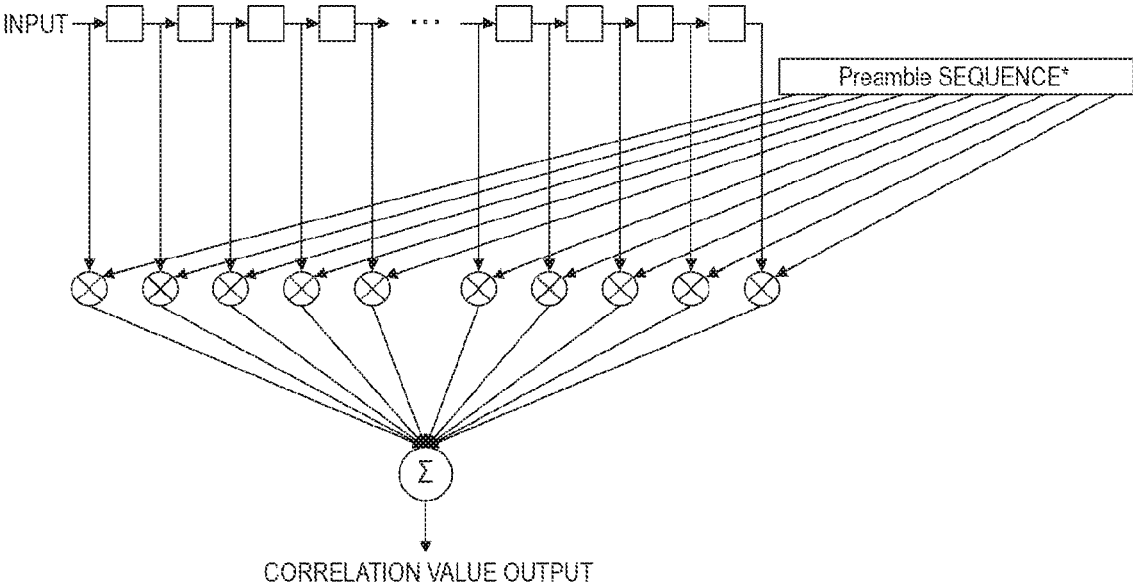 INPUT
...
Preamble SEQUENCE*
Σ
CORRELATION VALUE OUTPUT